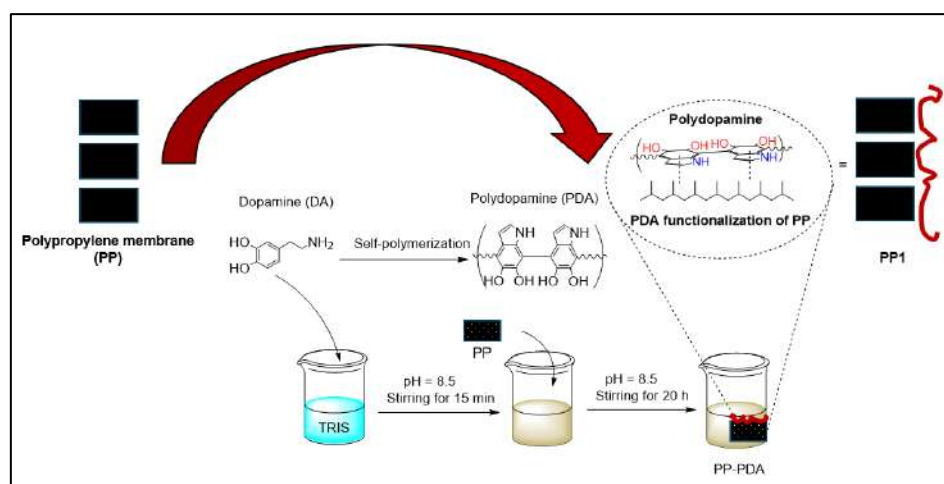 Polypropylene membrane
(PP)
Dopamine (DA)
HO
HO
NH2
Self-polymerization
Polydopamine (PDA)
NH
NH
HO OH
HO OH
Polydopamine
HO OH HO OH
NH
NH
PDA functionalization of PP
=
PP1
PP
TRIS
pH = 8.5
Stirring for 15 min
pH = 8.5
Stirring for 20 h
PP-PDA